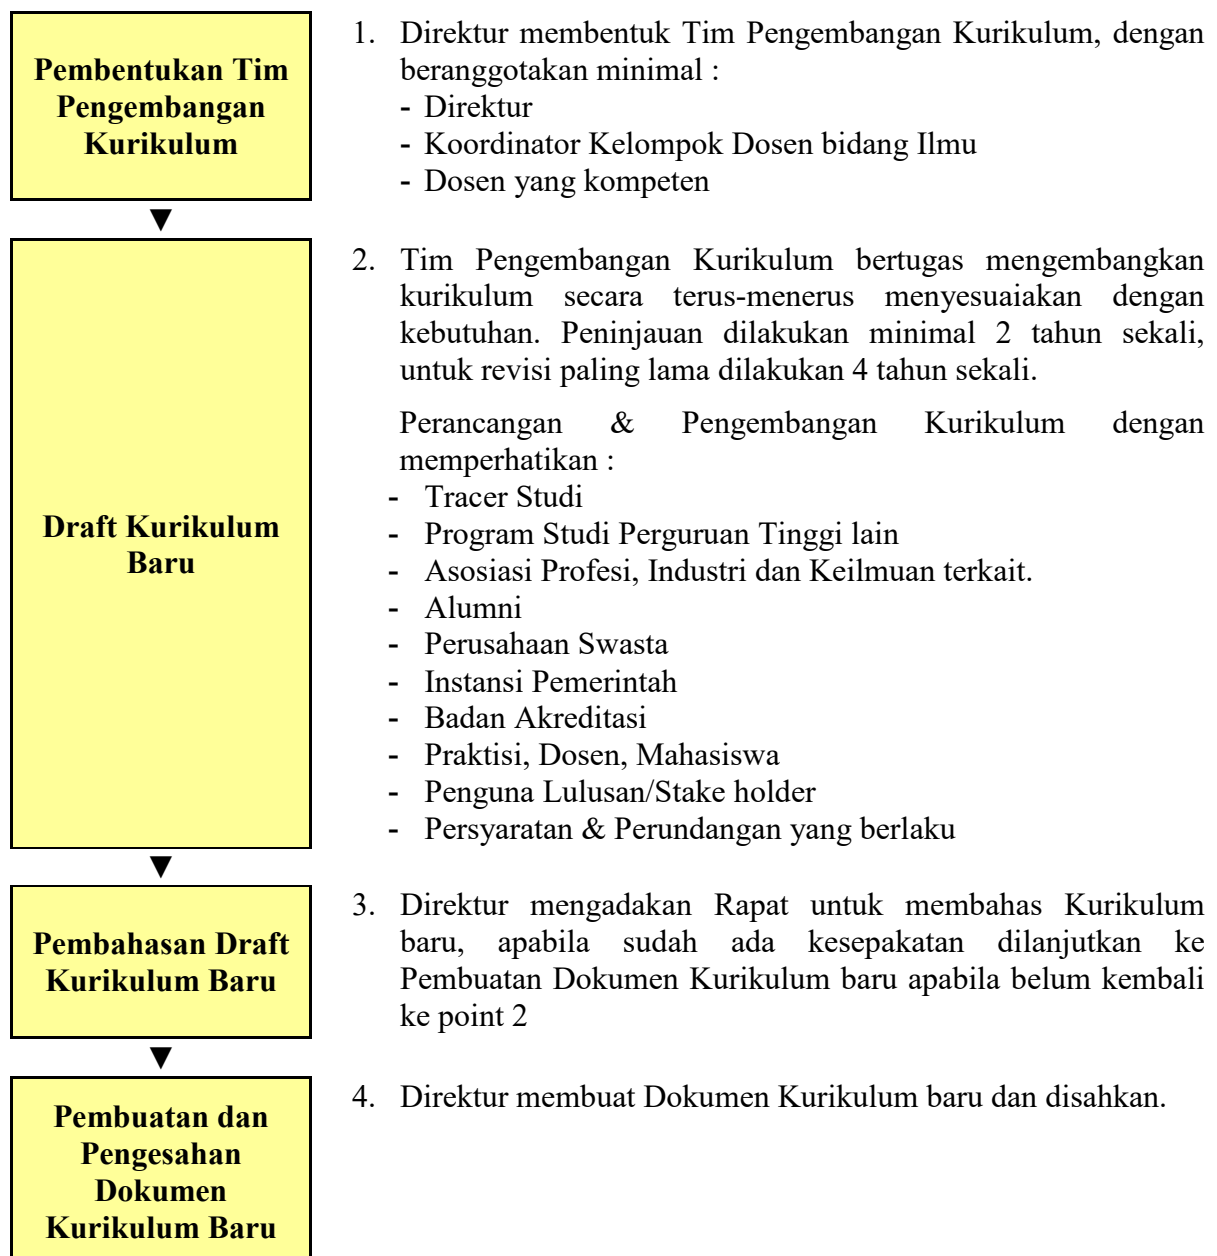 Pembentukan Tim
Pengembangan
Kurikulum
1. Direktur membentuk Tim Pengembangan Kurikulum, dengan
beranggotakan minimal :
- Direktur
- Koordinator Kelompok Dosen bidang Ilmu
- Dosen yang kompeten
Draft Kurikulum
Baru
2. Tim Pengembangan Kurikulum bertugas mengembangkan
kurikulum secara terus-menerus menyesuaiakan dengan
kebutuhan. Peninjauan dilakukan minimal 2 tahun sekali,
untuk revisi paling lama dilakukan 4 tahun sekali.
Perancangan & Pengembangan Kurikulum dengan
memperhatikan :
- Tracer Studi
- Program Studi Perguruan Tinggi lain
- Asosiasi Profesi, Industri dan Keilmuan terkait.
- Alumni
- Perusahaan Swasta
- Instansi Pemerintah
- Badan Akreditasi
- Praktisi, Dosen, Mahasiswa
- Penguna Lulusan/Stake holder
- Persyaratan & Perundangan yang berlaku
Pembahasan Draft
Kurikulum Baru
3. Direktur mengadakan Rapat untuk membahas Kurikulum
baru, apabila sudah ada kesepakatan dilanjutkan ke
Pembuatan Dokumen Kurikulum baru apabila belum kembali
ke point 2
Pembuatan dan
Pengesahan
Dokumen
Kurikulum Baru
4. Direktur membuat Dokumen Kurikulum baru dan disahkan.